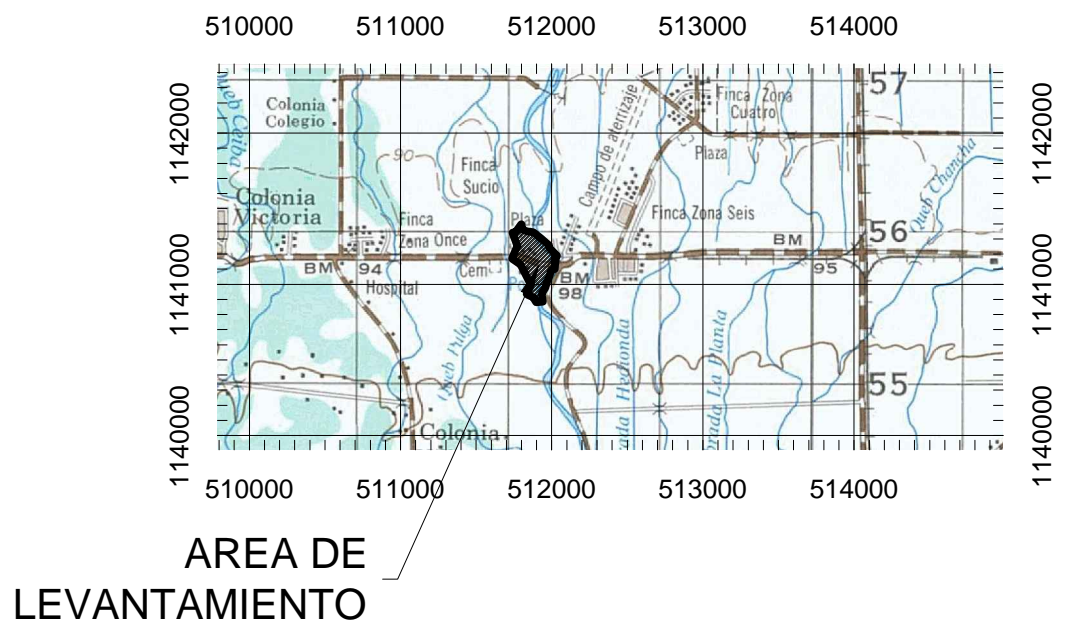 510000 511000 512000 513000 514000
1142000
1141000
1140000
1142000
1141000
1140000
Queb Ceiba
Colonia
Colegio
Colonia
Victoria
90
Finca
Sucio
Finca
Zona Once
BM 94
Hospital
Cem
Plaza
BM
98
Campo de aterrizaje
Finca Zona
Cuatro
Plaza
Finca Zona Seis
BM
95
57
56
55
Queb Chancha
Queb Pulga
Hedionda
La Planta
Colonia
510000 511000 512000 513000 514000
AREA DE
LEVANTAMIENTO